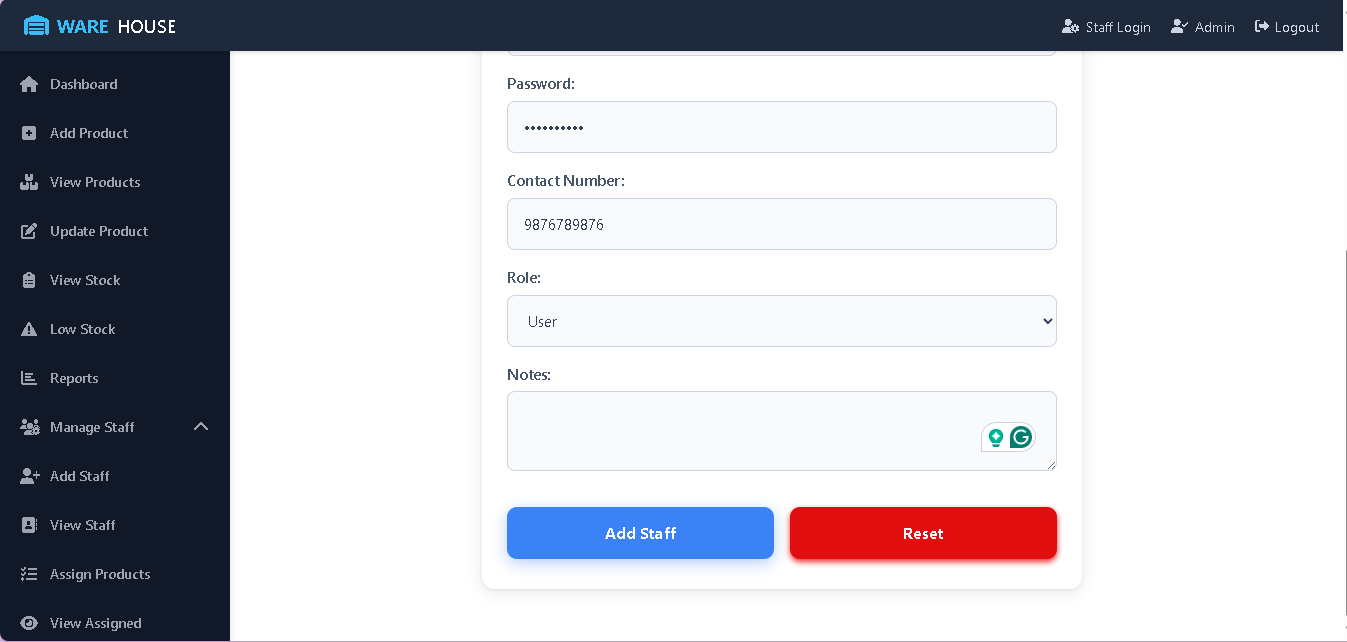 WARE HOUSE
Staff Login
Admin
Logout
Dashboard
Add Product
View Products
Update Product
View Stock
Low Stock
Reports
Manage Staff
Add Staff
View Staff
Assign Products
View Assigned
Password:
••••••••••
Contact Number:
9876789876
Role:
User
Notes:
Add Staff
Reset